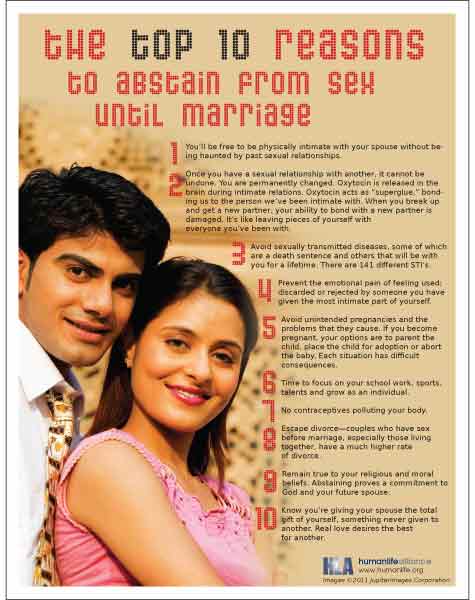 the top 10 reasons
to abstain from sex
until marriage
1 You'll be free to be physically intimate with your spouse without be-
ing haunted by past sexual relationships.
2 Once you have a sexual relationship with another, it cannot be
undone. You are permanently changed. Oxytocin is released in the
brain during intimate relations. Oxytocin acts as "superglue," bond-
ing us to the person we've been intimate with. When you break up
and get a new partner, your ability to bond with a new partner is
damaged. It's like leaving pieces of yourself with
everyone you've been with.
3 Avoid sexually transmitted diseases, some of which
are a death sentence and others that will be with
you for a lifetime. There are 141 different STI's.
4 Prevent the emotional pain of feeling used;
discarded or rejected by someone you have
given the most intimate part of yourself.
5 Avoid unintended pregnancies and the
problems that they cause. If you become
pregnant, your options are to parent the
child, place the child for adoption or abort
the baby. Each situation has difficult
consequences.
6 Time to focus on your school work, sports,
talents and grow as an individual.
7 No contraceptives polluting your body.
8 Escape divorce—couples who have sex
before marriage, especially those living
together, have a much higher rate
of divorce.
9 Remain true to your religious and moral
beliefs. Abstaining proves a commitment to
God and your future spouse.
10 Know you're giving your spouse the total
gift of yourself, something never given to
another. Real love desires the best
for another.
HLA humanlifealliance
www.humanlife.org
Images ©2011 Jupiterimages Corporation